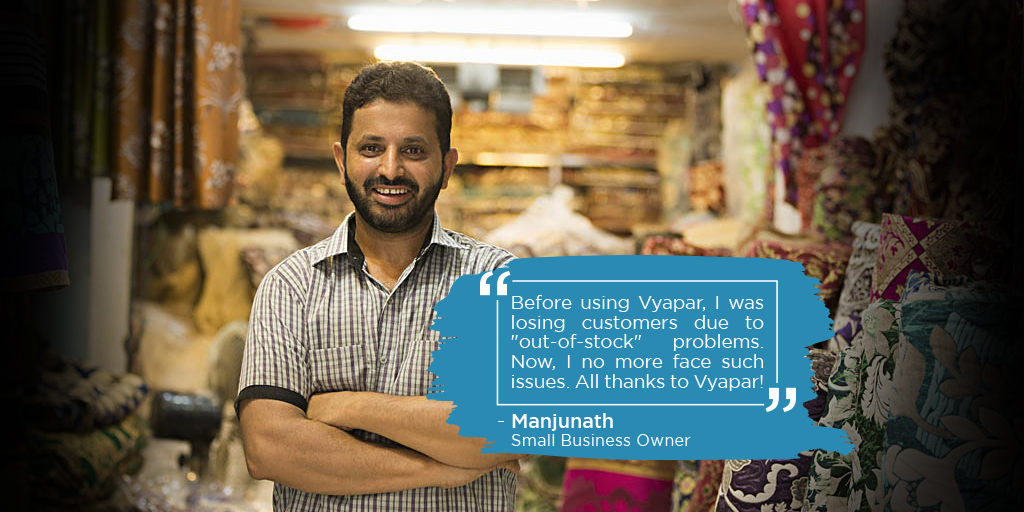 “
Before using Vyapar, I was
losing customers due to
"out-of-stock" problems.
Now, I no more face such
issues. All thanks to Vyapar!
”
- Manjunath
Small Business Owner